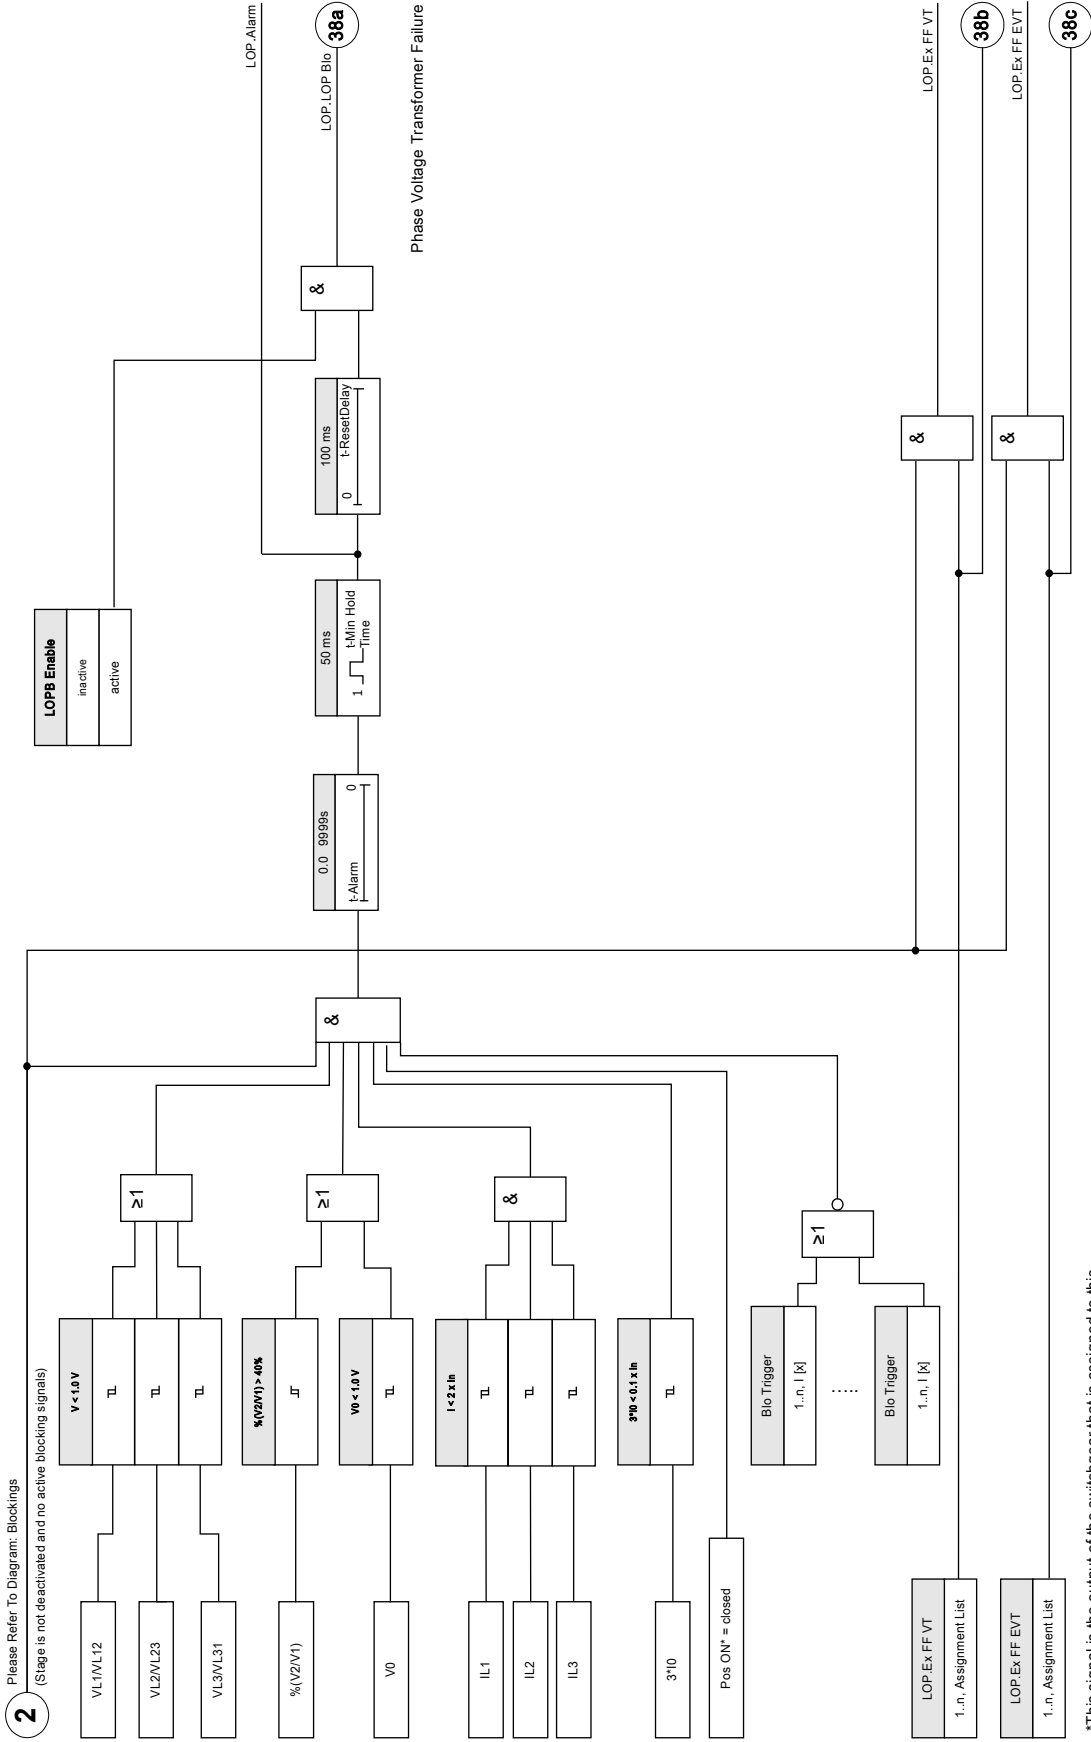 2
Please Refer To Diagram: Blockings
(Stage is not deactivated and no active blocking signals)
VL1/VL12
VL2/VL23
VL3/VL31
V < 1.0 V
≥1
%(V2/V1)
%(V2/V1) > 40%
V0
V0 < 1.0 V
≥1
IL1
IL2
IL3
I < 2 x In
&
3*I0
3*I0 < 0.1 x In
Pos ON* = closed
Blo Trigger
1..n, I [x]
.....
Blo Trigger
1..n, I [x]
≥1
&
0.0 9999s
t-Alarm
0
50 ms
1
t-Min Hold
Time
100 ms
0
t-ResetDelay
LOPB Enable
inactive
active
&
LOP.Alarm
LOP.LOP Blo
38a
Phase Voltage Transformer Failure
LOP.Ex FF VT
1..n, Assignment List
&
LOP.Ex FF VT
38b
LOP.Ex FF EVT
1..n, Assignment List
&
LOP.Ex FF EVT
38c
*This signal is the output of the switchgear that is assigned to this